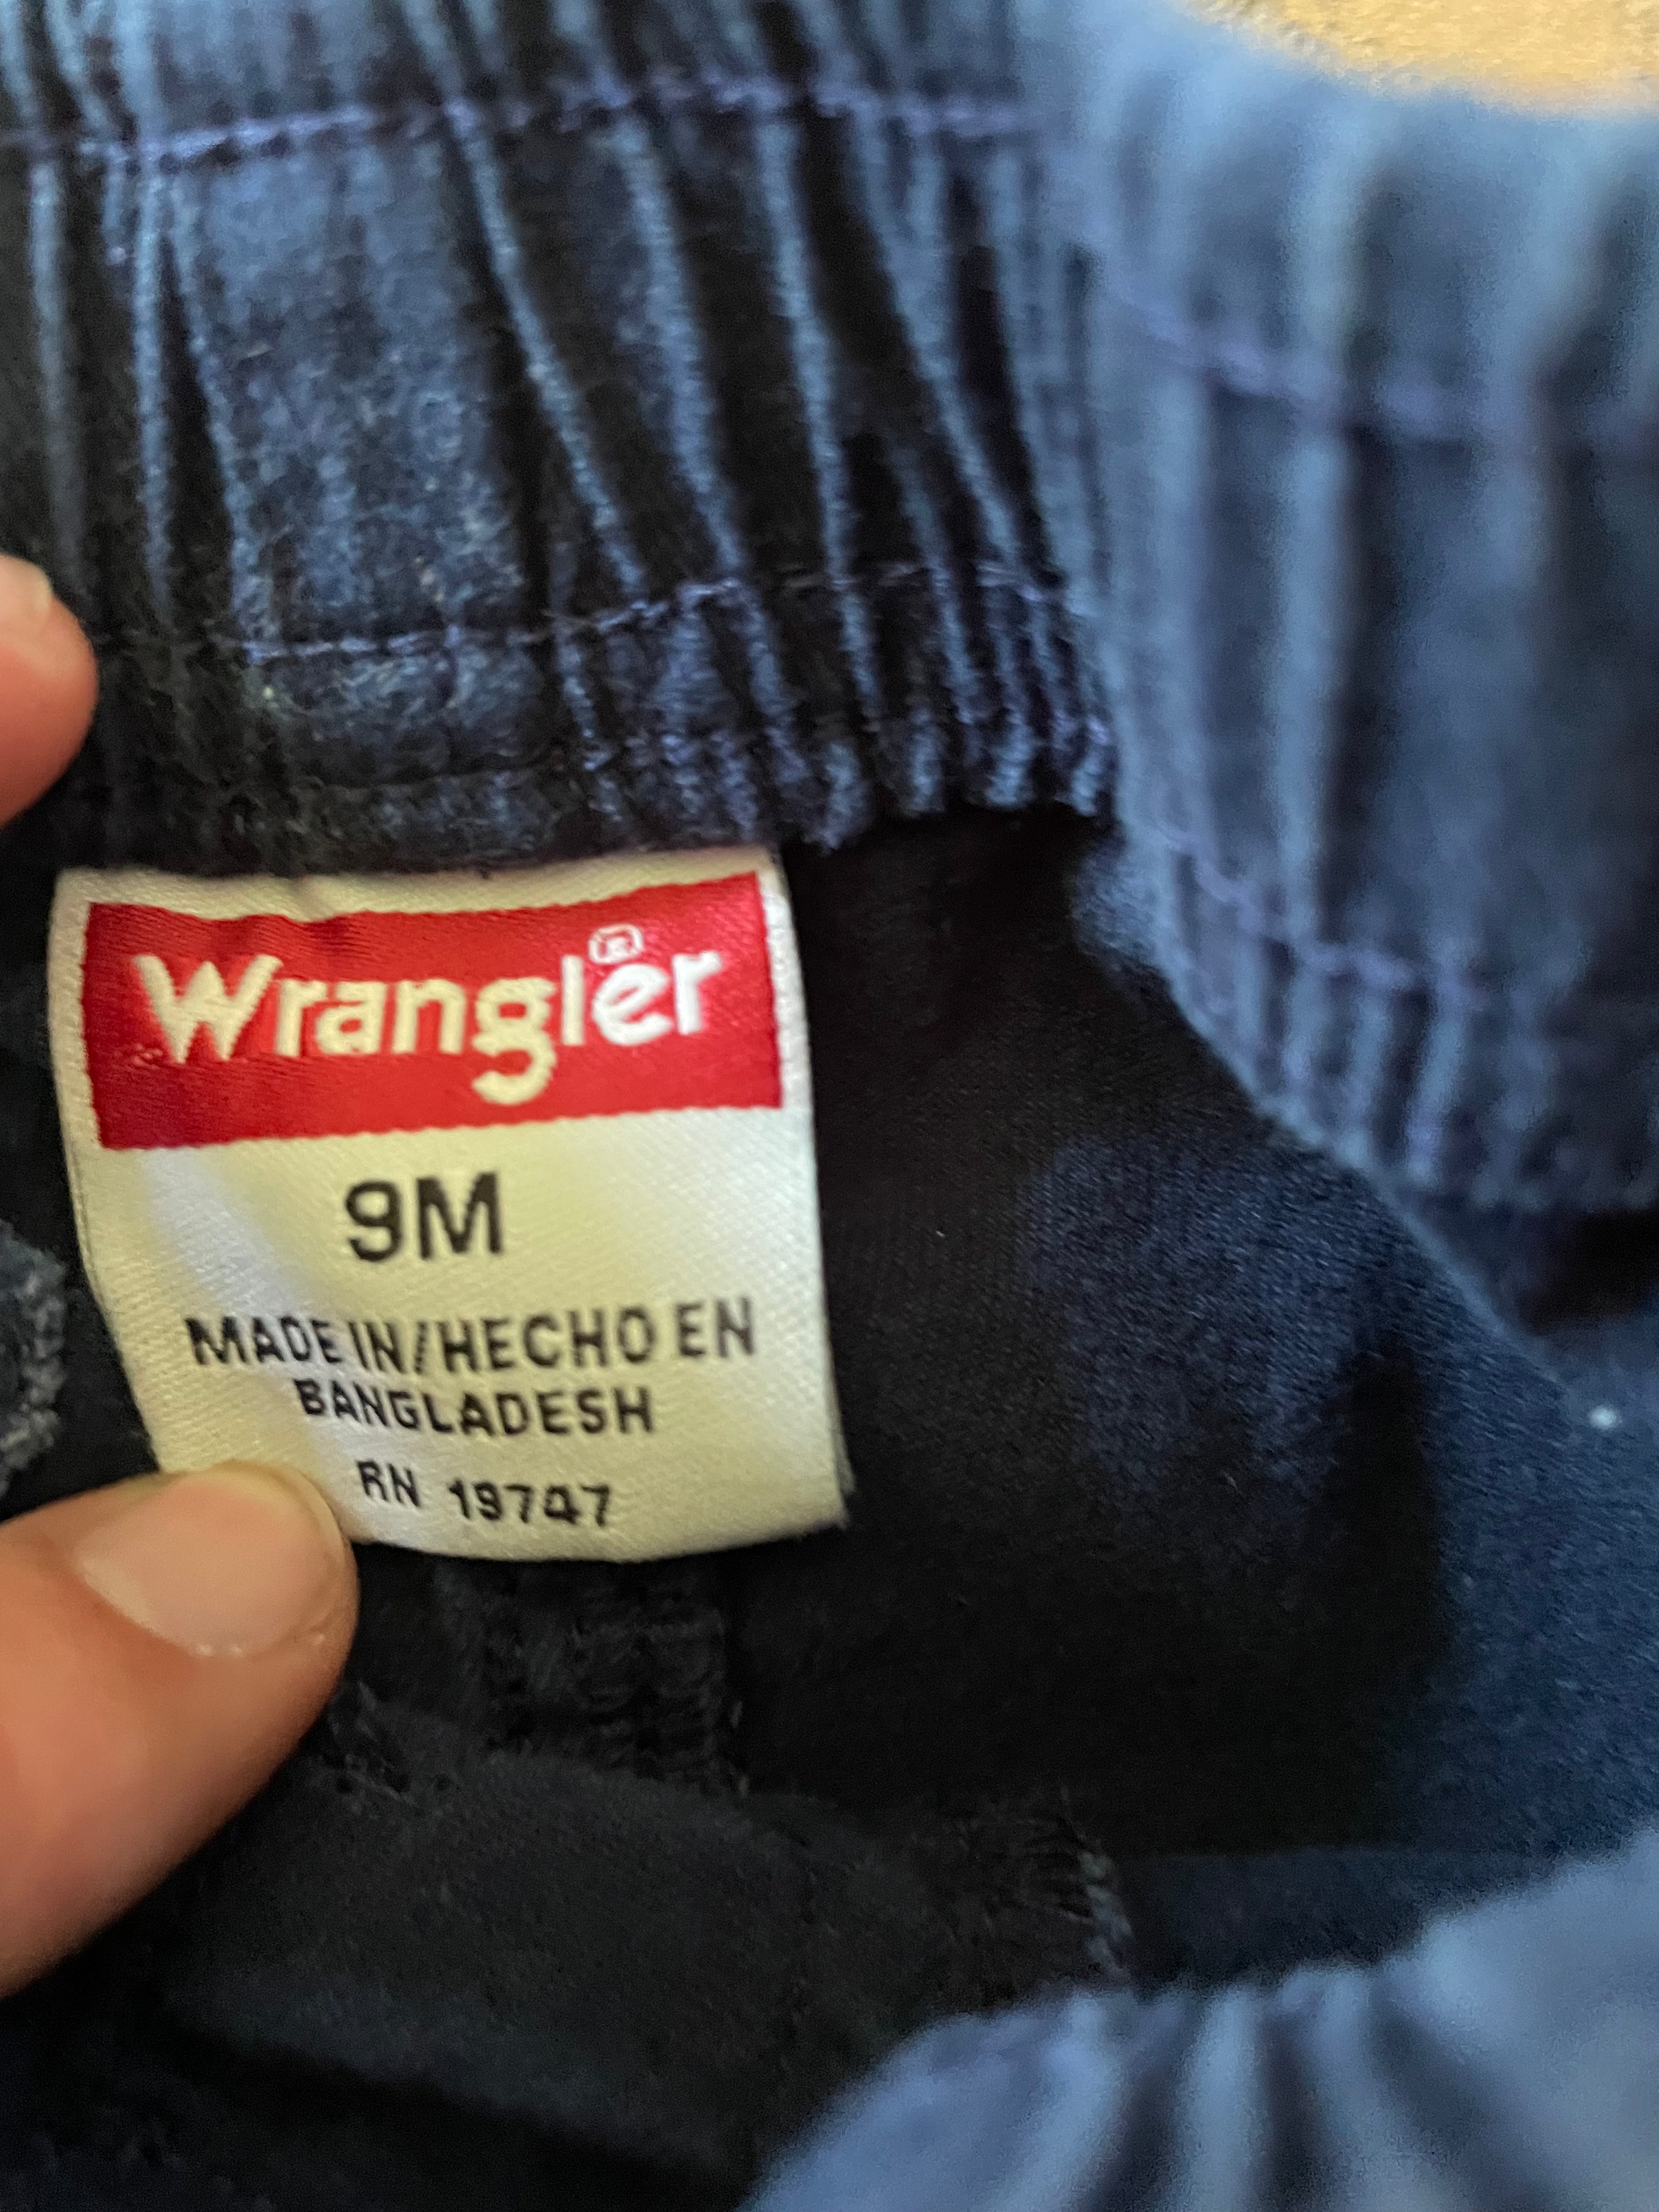 Wrangler®
9M
MADE IN/HECHO EN
BANGLADESH
RN 19747